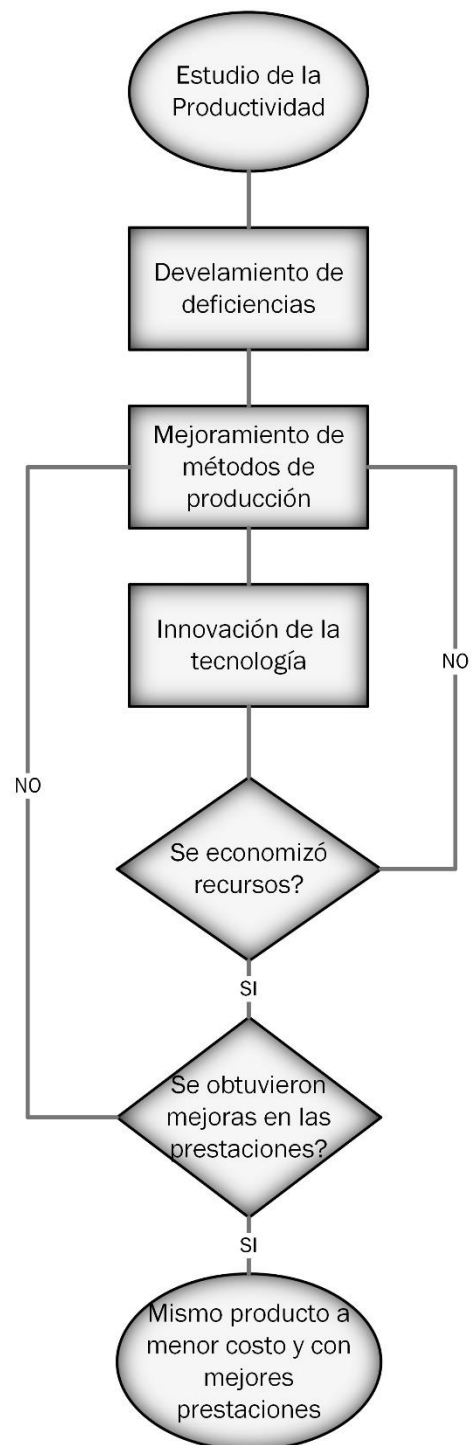 Estudio de la
Productividad
Develamiento de
deficiencias
Mejoramiento de
métodos de
producción
Innovación de la
tecnología
NO
NO
Se economizó
recursos?
SI
Se obtuvieron
mejoras en las
prestaciones?
SI
Mismo producto a
menor costo y con
mejores
prestaciones